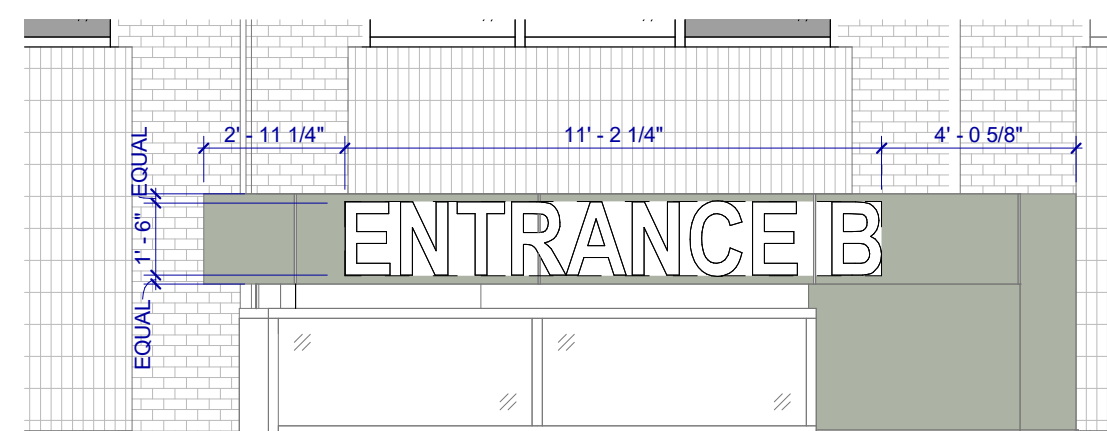 2' - 11 1/4"
11' - 2 1/4"
4' - 0 5/8"
EQUAL
1' - 6"
EQUAL
ENTRANCE B